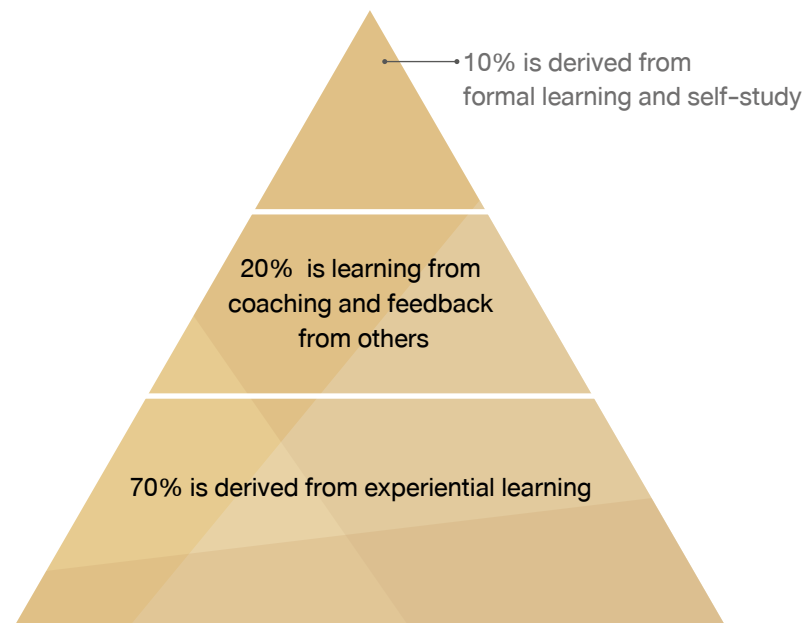 10% is derived from
formal learning and self-study
20%  is learning from
coaching and feedback
from others
70% is derived from experiential learning